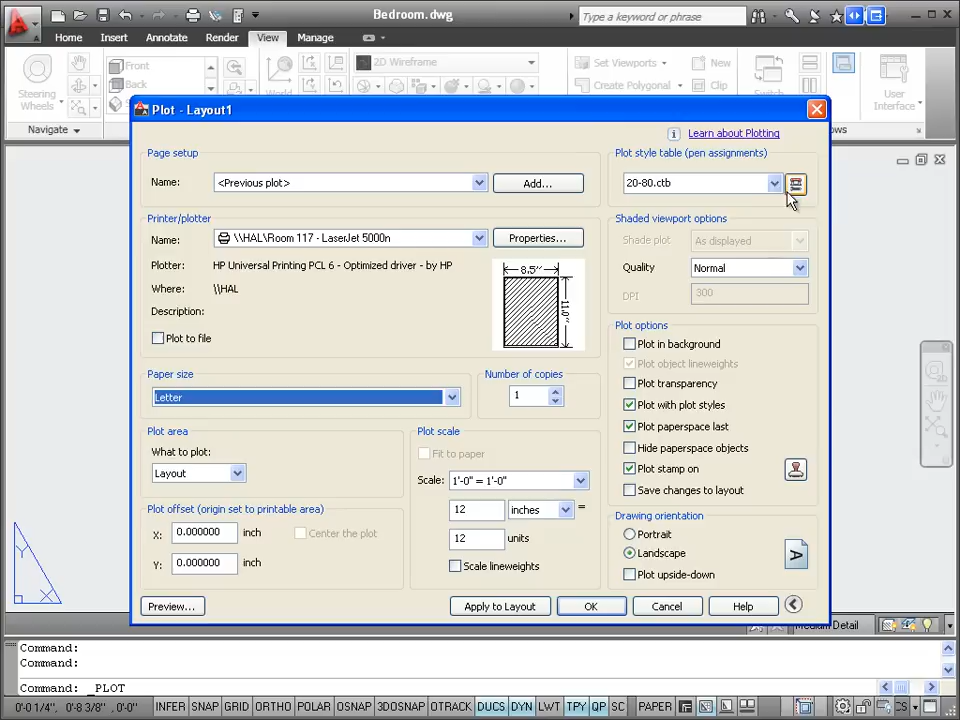 Bedroom.dwg
Type a keyword or phrase
Home Insert Annotate Render View Manage
Steering Wheels
Front
Back
2D Wireframe
Set Viewports
New
Create Polygonal
Clip
User Interface
Navigate
Plot - Layout1
Learn about Plotting
Page setup
Name: <Previous plot> Add...
Plot style table (pen assignments)
20-80.ctb
Printer/plotter
Name: \\HAL\Room 117 - LaserJet 5000n Properties...
Plotter: HP Universal Printing PCL 6 - Optimized driver - by HP
Where: \\HAL
Description:
Plot to file
8.5''
11.0''
Shaded viewport options
Shade plot As displayed
Quality Normal
DPI 300
Paper size
Letter
Number of copies
1
Plot area
What to plot:
Layout
Plot offset (origin set to printable area)
X: 0.000000 inch Center the plot
Y: 0.000000 inch
Plot scale
Fit to paper
Scale: 1'-0" = 1'-0"
12 inches =
12 units
Scale lineweights
Plot options
Plot in background
Plot object lineweights
Plot transparency
Plot with plot styles
Plot paperspace last
Hide paperspace objects
Plot stamp on
Save changes to layout
Drawing orientation
Portrait
Landscape
Plot upside-down
A
Preview... Apply to Layout OK Cancel Help
Y
X
Medium Detail
Command:
Command:
Command: _PLOT
0'-0 1/4", 0'-8 3/8" , 0'-0" INFER SNAP GRID ORTHO POLAR OSNAP 3DOSNAP OTRACK DUCS DYN LWT TPY QP SC PAPER